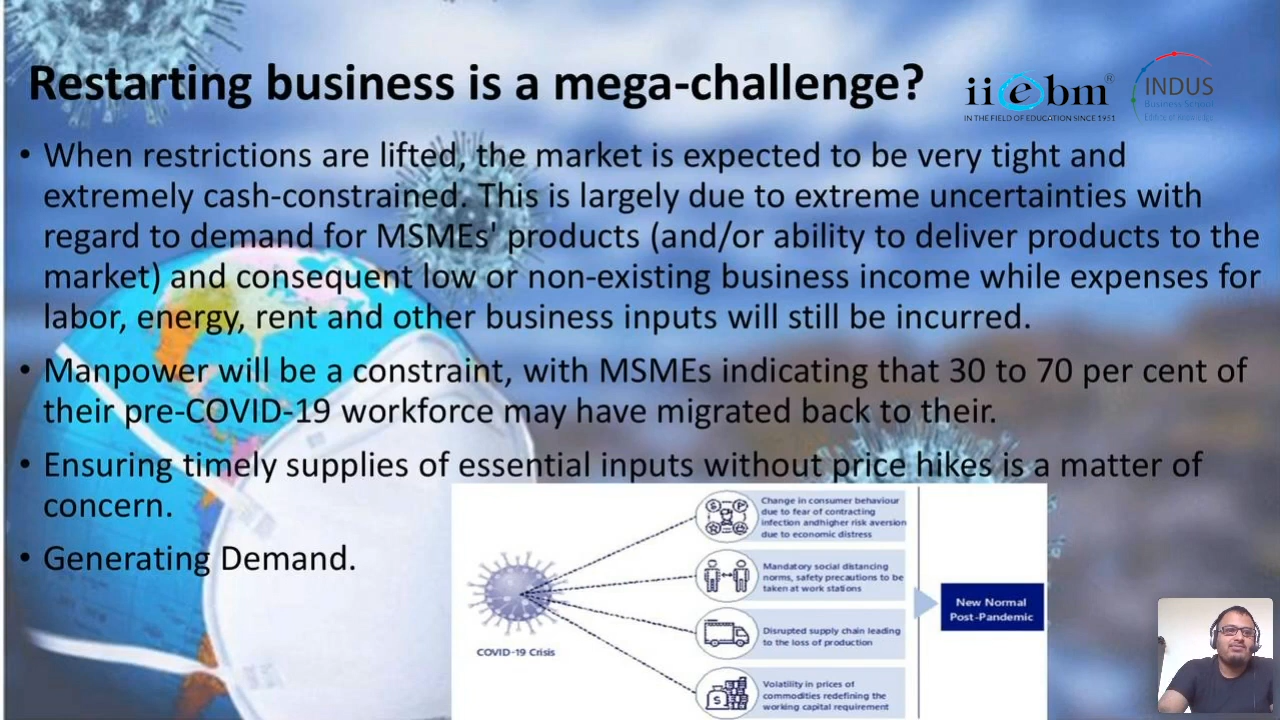 Restarting business is a mega-challenge?
iiebm®
IN THE FIELD OF EDUCATION SINCE 1951
INDUS
Business School
Edifice of Knowledge
• When restrictions are lifted, the market is expected to be very tight and
extremely cash-constrained. This is largely due to extreme uncertainties with
regard to demand for MSMEs' products (and/or ability to deliver products to the
market) and consequent low or non-existing business income while expenses for
labor, energy, rent and other business inputs will still be incurred.
• Manpower will be a constraint, with MSMEs indicating that 30 to 70 per cent of
their pre-COVID-19 workforce may have migrated back to their.
• Ensuring timely supplies of essential inputs without price hikes is a matter of
concern.
• Generating Demand.
COVID-19 Crisis
Change in consumer behaviour
due to fear of contracting
infection andhigher risk aversion
due to economic distress
Mandatory social distancing
norms, safety precautions to be
taken at work stations
Disrupted supply chain leading
to the loss of production
Volatility in prices of
commodities redefining the
working capital requirement
New Normal
Post-Pandemic